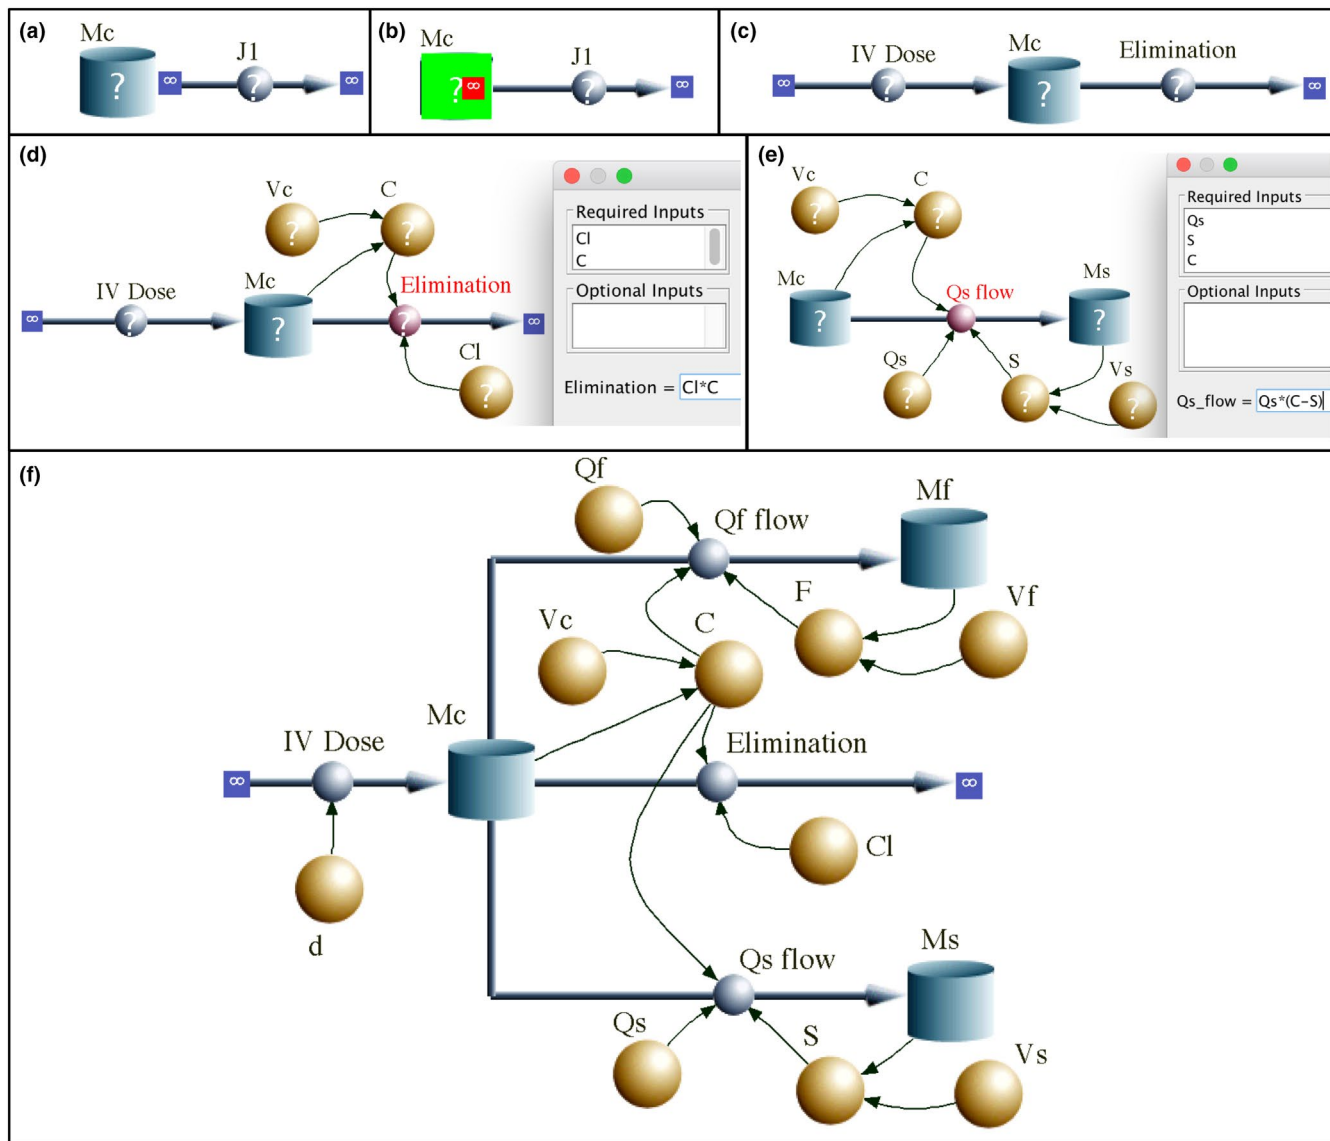 (a)
Mc
J1
?
∞
?
∞
(b)
Mc
J1
?
∞
?
∞
(c)
IV Dose
Mc
Elimination
∞
?
?
?
∞
(d)
Vc
C
?
?
IV Dose
Mc
Elimination
∞
?
?
?
∞
Cl
?
Required Inputs
Cl
C
Optional Inputs
Elimination = Cl*C
(e)
Vc
C
?
?
Mc
Qs flow
Ms
?
?
Qs
S
Vs
?
?
?
Required Inputs
Qs
S
C
Optional Inputs
Qs_flow = Qs*(C-S)
(f)
Qf
Qf flow
Mf
F
Vf
Vc
C
IV Dose
Mc
Elimination
∞
∞
Cl
d
Qs flow
Ms
Qs
S
Vs